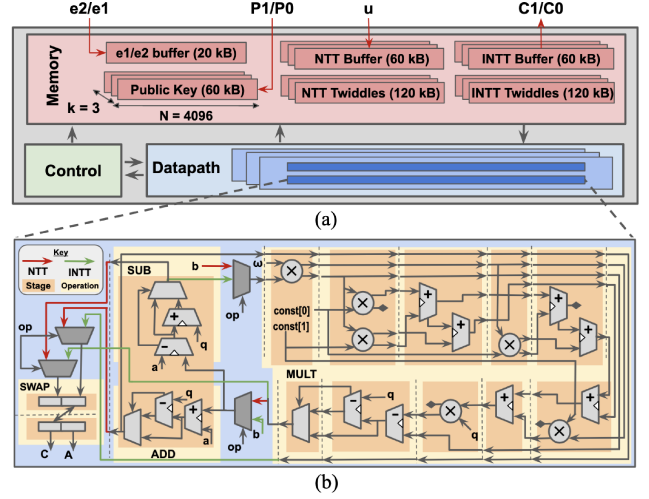 e2/e1 P1/P0 u C1/C0
Memory
e1/e2 buffer (20 kB)
NTT Buffer (60 kB)
INTT Buffer (60 kB)
Public Key (60 kB)
NTT Twiddles (120 kB)
INTT Twiddles (120 kB)
k = 3
N = 4096
Control
Datapath
(a)
Key
NTT INTT
Stage Operation
SUB
b
ω
op
+
q
−
a
const[0]
const[1]
×
×
×
+
+
×
+
+
op
SWAP
C A
MULT
−
q
+
a
ADD
op
b
−
−
×
q
+
×
+
(b)